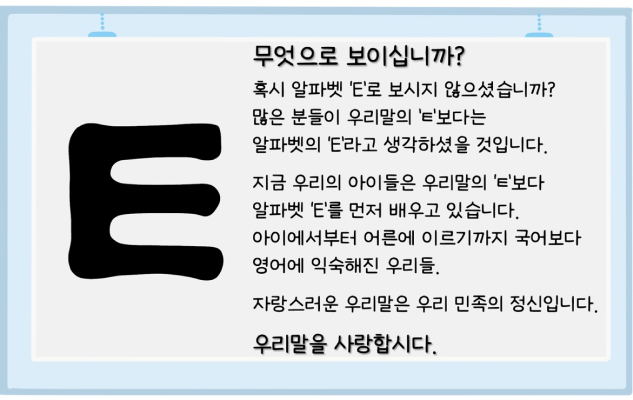 무엇으로 보이십니까?
혹시 알파벳 'E'로 보시지 않으셨습니까?
많은 분들이 우리말의 'ㅌ'보다는
알파벳의 'E'라고 생각하셨을 것입니다.
지금 우리의 아이들은 우리말의 'ㅌ'보다
알파벳 'E'를 먼저 배우고 있습니다.
아이에서부터 어른에 이르기까지 국어보다
영어에 익숙해진 우리들.
자랑스러운 우리말은 우리 민족의 정신입니다.
우리말을 사랑합시다.
ㅌ